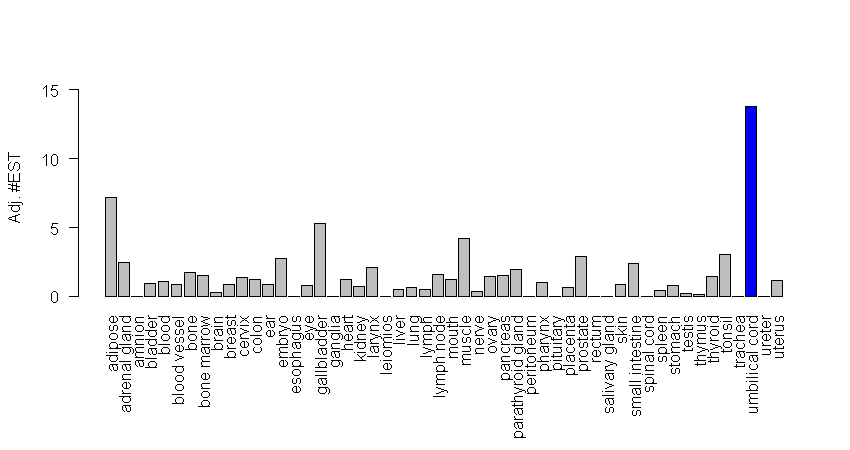 Adj. #EST
15
10
5
0
adipose
adrenal gland
amnion
bladder
blood
blood vessel
bone
bone marrow
brain
breast
cervix
colon
ear
embryo
esophagus
eye
gallbladder
ganglia
heart
kidney
larynx
leiomios
liver
lung
lymph
lymph node
mouth
muscle
nerve
ovary
pancreas
parathyroid gland
peritoneum
pharynx
pituitary
placenta
prostate
rectum
salivary gland
skin
small intestine
spinal cord
spleen
stomach
testis
thymus
thyroid
tonsil
trachea
umbilical cord
ureter
uterus